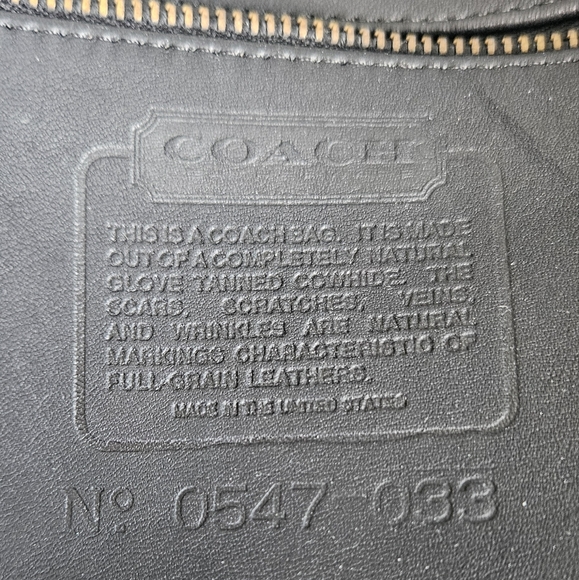 COACH
THIS IS A COACH BAG. IT IS MADE
OUT OF A COMPLETELY NATURAL
GLOVE TANNED COWHIDE. THE
SCARS, SCRATCHES, VEINS,
AND WRINKLES ARE NATURAL
MARKINGS CHARACTERISTIC OF
FULL-GRAIN LEATHERS.
MADE IN THE UNITED STATES
Nº 0547-033